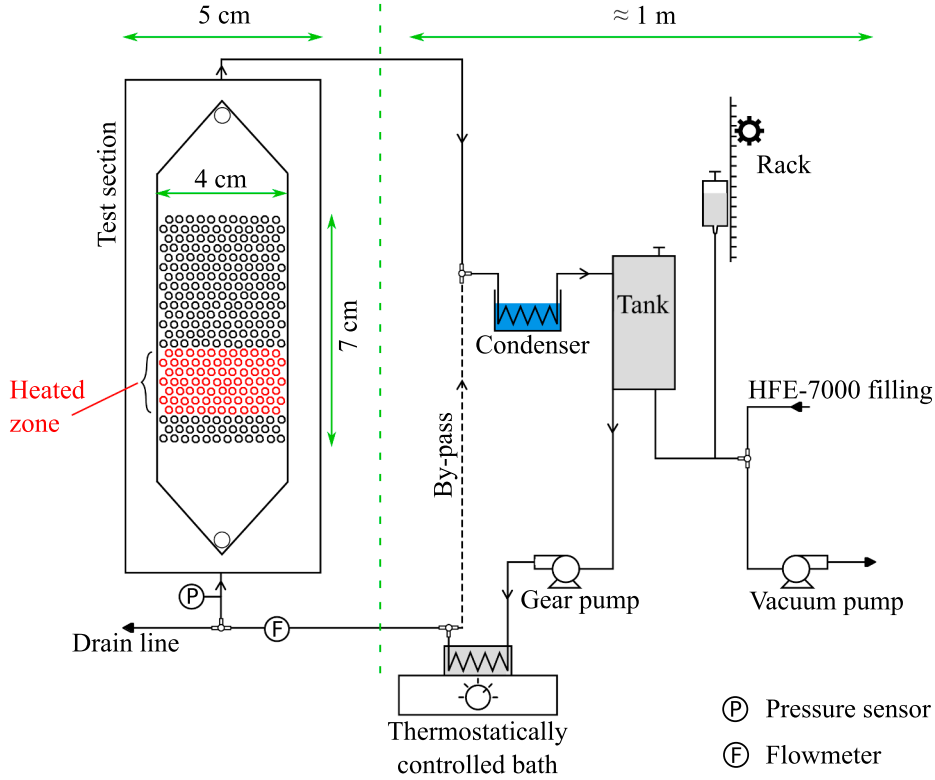 5 cm
≈ 1 m
Test section
4 cm
7 cm
Heated
zone
Rack
Tank
Condenser
HFE-7000 filling
By-pass
Gear pump
Vacuum pump
P
F
Drain line
Thermostatically
controlled bath
P Pressure sensor
F Flowmeter